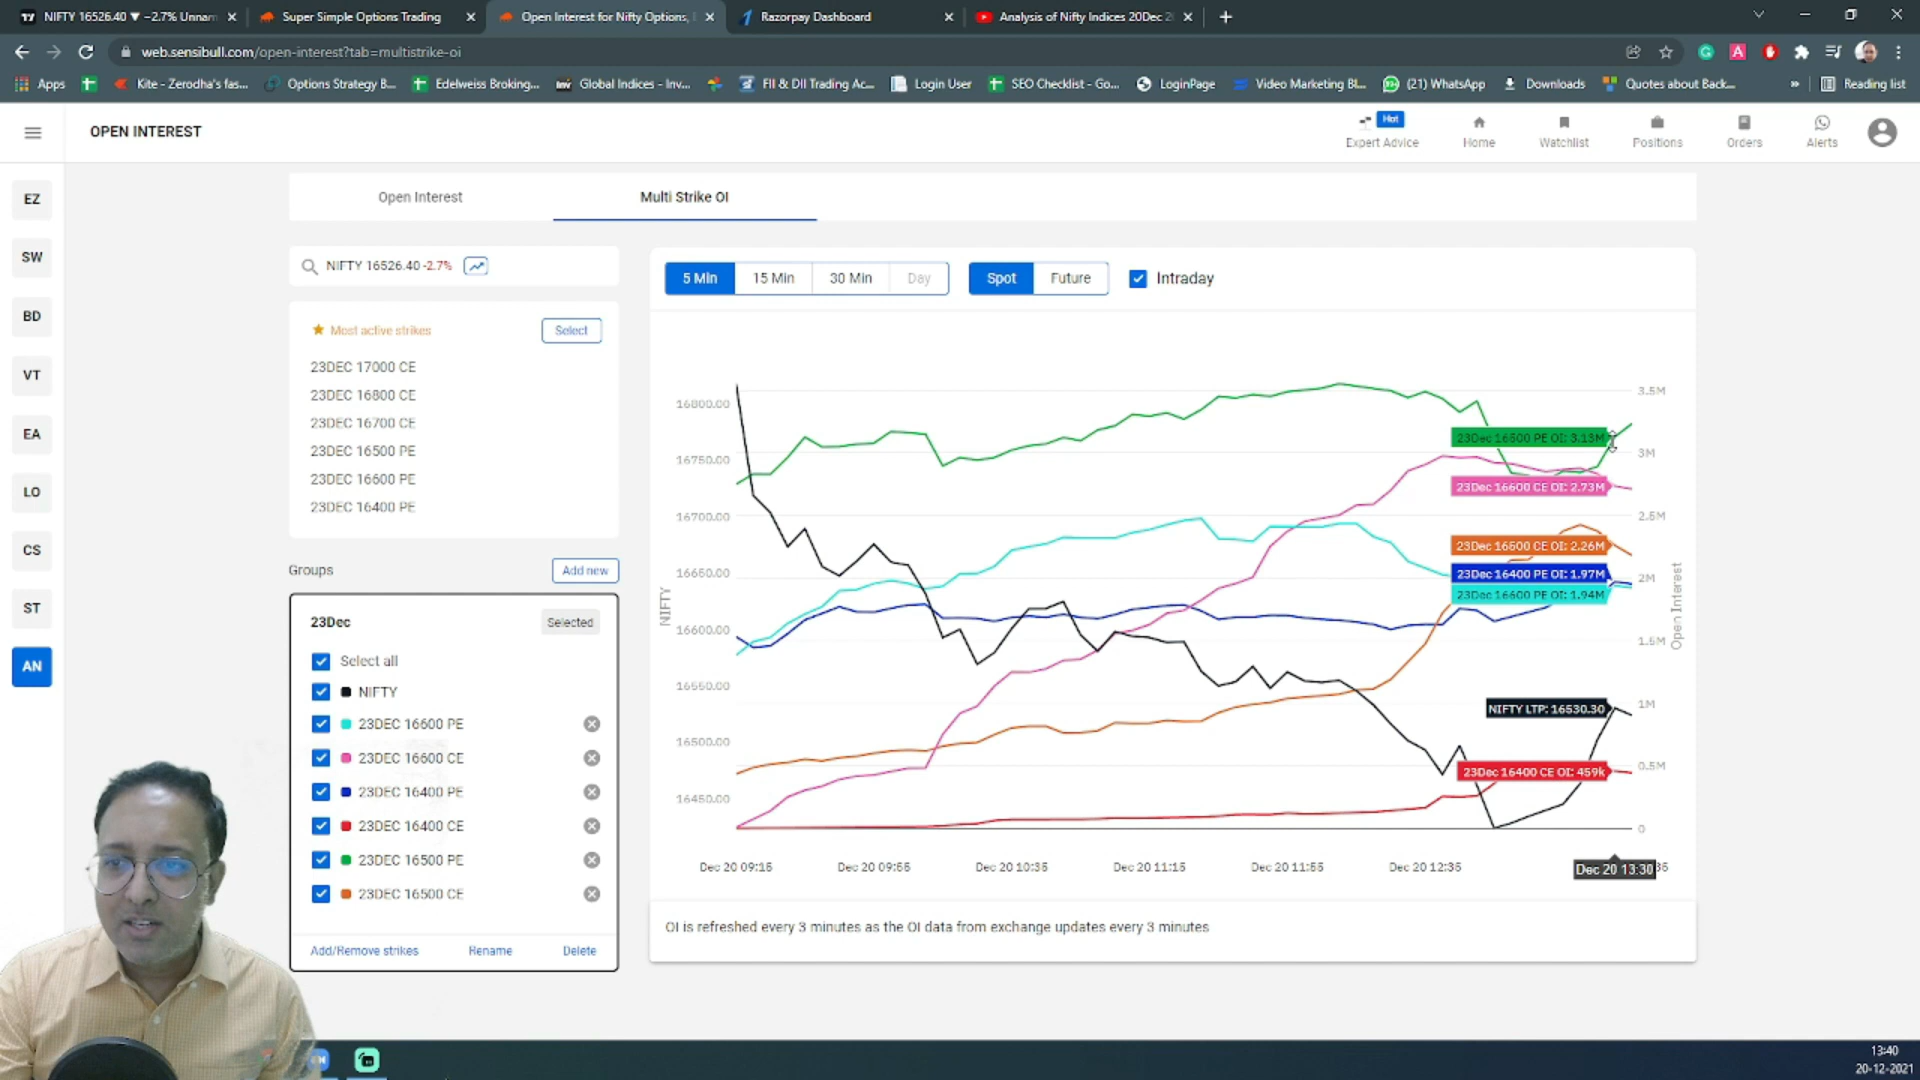 NIFTY 16526.40 ▼ −2.7% Unnam
Super Simple Options Trading
Open Interest for Nifty Options,
Razorpay Dashboard
Analysis of Nifty Indices 20Dec 2
web.sensibull.com/open-interest?tab=multistrike-oi
Apps
Kite - Zerodha's fas...
Options Strategy B...
Edelweiss Broking...
Global Indices - Inv...
FII & DII Trading Ac...
Login User
SEO Checklist - Go...
LoginPage
Video Marketing Bl...
(21) WhatsApp
Downloads
Quotes about Back...
»
Reading list
OPEN INTEREST
Hot
Expert Advice
Home
Watchlist
Positions
Orders
Alerts
EZ
SW
BD
VT
EA
LO
CS
ST
AN
Open Interest
Multi Strike OI
NIFTY 16526.40 -2.7%
Most active strikes
Select
23DEC 17000 CE
23DEC 16800 CE
23DEC 16700 CE
23DEC 16500 PE
23DEC 16600 PE
23DEC 16400 PE
Groups
Add new
23Dec
Selected
Select all
NIFTY
23DEC 16600 PE
23DEC 16600 CE
23DEC 16400 PE
23DEC 16400 CE
23DEC 16500 PE
23DEC 16500 CE
Add/Remove strikes
Rename
Delete
5 Min
15 Min
30 Min
Day
Spot
Future
Intraday
16800.00
16750.00
16700.00
16650.00
16600.00
16550.00
16500.00
16450.00
NIFTY
3.5M
3M
2.5M
2M
1.5M
1M
0.5M
0
Open Interest
23Dec 16500 PE OI: 3.13M
23Dec 16600 CE OI: 2.73M
23Dec 16500 CE OI: 2.26M
23Dec 16400 PE OI: 1.97M
23Dec 16600 PE OI: 1.94M
NIFTY LTP: 16530.30
23Dec 16400 CE OI: 459k
Dec 20 09:15
Dec 20 09:55
Dec 20 10:35
Dec 20 11:15
Dec 20 11:55
Dec 20 12:35
Dec 20 13:30
OI is refreshed every 3 minutes as the OI data from exchange updates every 3 minutes
13:40
20-12-2021